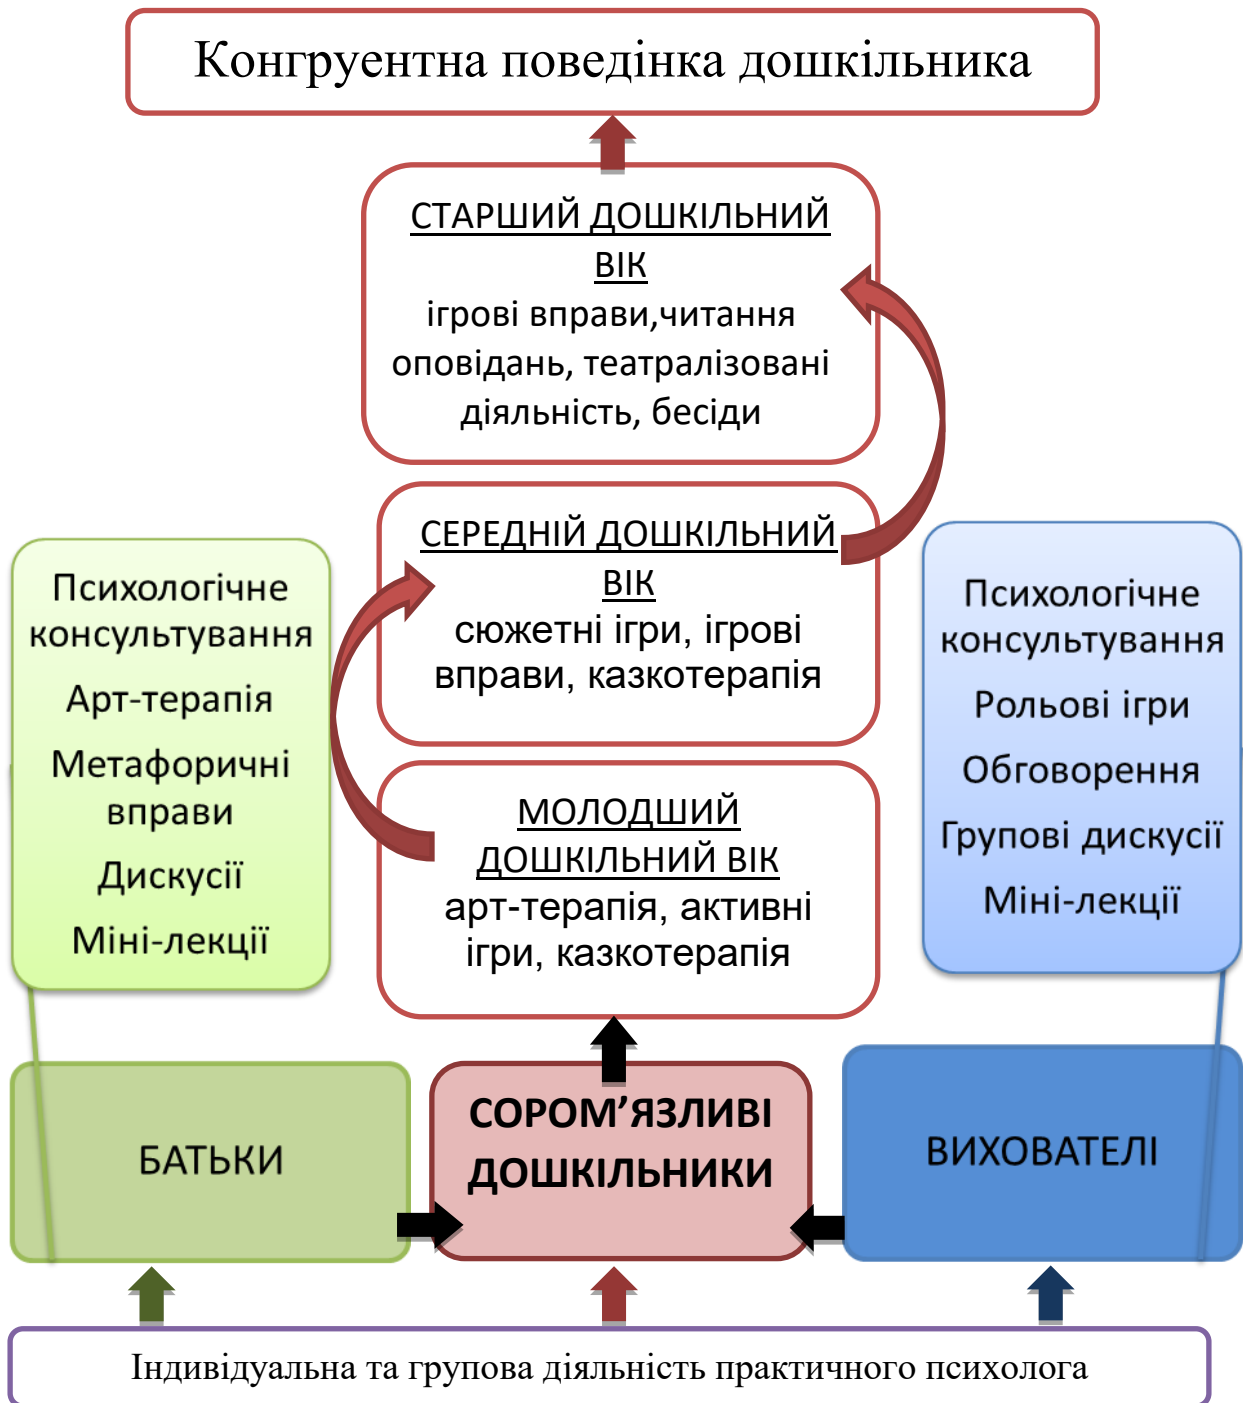 Конгруентна поведінка дошкільника
СТАРШИЙ ДОШКІЛЬНИЙ
ВІК
ігрові вправи,читання
оповідань, театралізовані
діяльність, бесіди
СЕРЕДНІЙ ДОШКІЛЬНИЙ
ВІК
сюжетні ігри, ігрові
вправи, казкотерапія
Психологічне
консультування
Арт-терапія
Метафоричні
вправи
Дискусії
Міні-лекції
Психологічне
консультування
Рольові ігри
Обговорення
Групові дискусії
Міні-лекції
МОЛОДШИЙ
ДОШКІЛЬНИЙ ВІК
арт-терапія, активні
ігри, казкотерапія
БАТЬКИ
СОРОМ’ЯЗЛИВІ
ДОШКІЛЬНИКИ
ВИХОВАТЕЛІ
Індивідуальна та групова діяльність практичного психолога